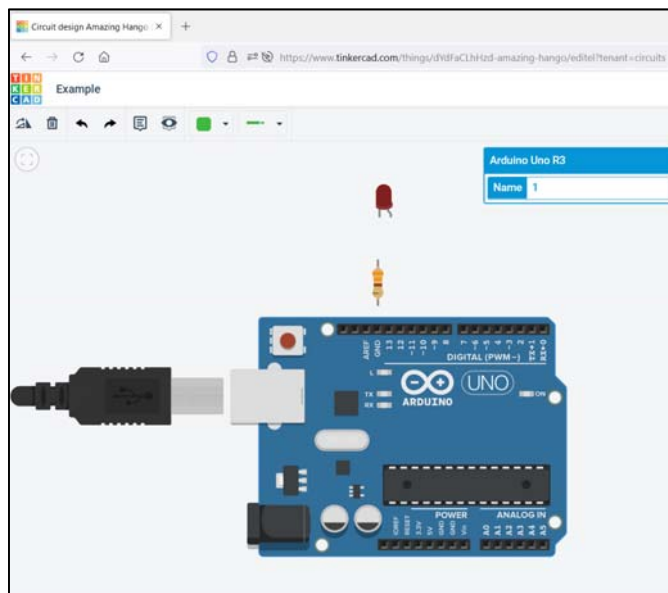 Circuit design Amazing Hango
https://www.tinkercad.com/things/dYdFaCLhHzd-amazing-hango/editel?tenant=circuits
TIN
KER
CAD
Example
Arduino Uno R3
Name 1
AREF
GND
13
12
~11
~10
~9
8
7
~6
~5
4
~3
2
TX→1
RX←0
DIGITAL (PWM~)
L
TX
RX
ARDUINO
UNO
ON
POWER
ANALOG IN
IOREF
RESET
3.3V
5V
GND
GND
Vin
A0
A1
A2
A3
A4
A5